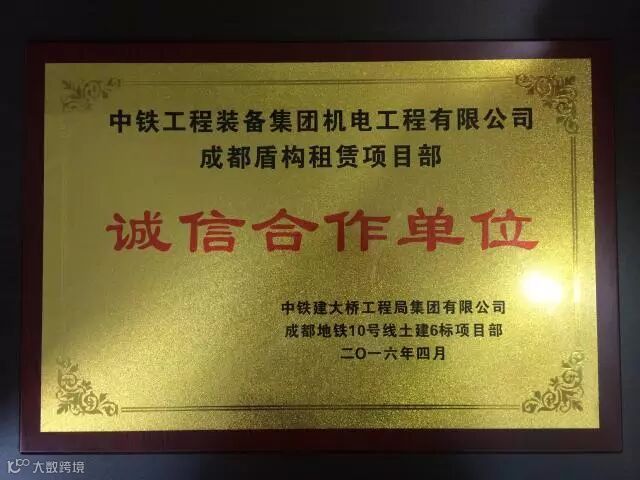 中铁工程装备集团机电工程有限公司
成都盾构租赁项目部
诚信合作单位
中铁建大桥工程局集团有限公司
成都地铁10号线土建6标项目部
二〇一六年四月
大数跨境